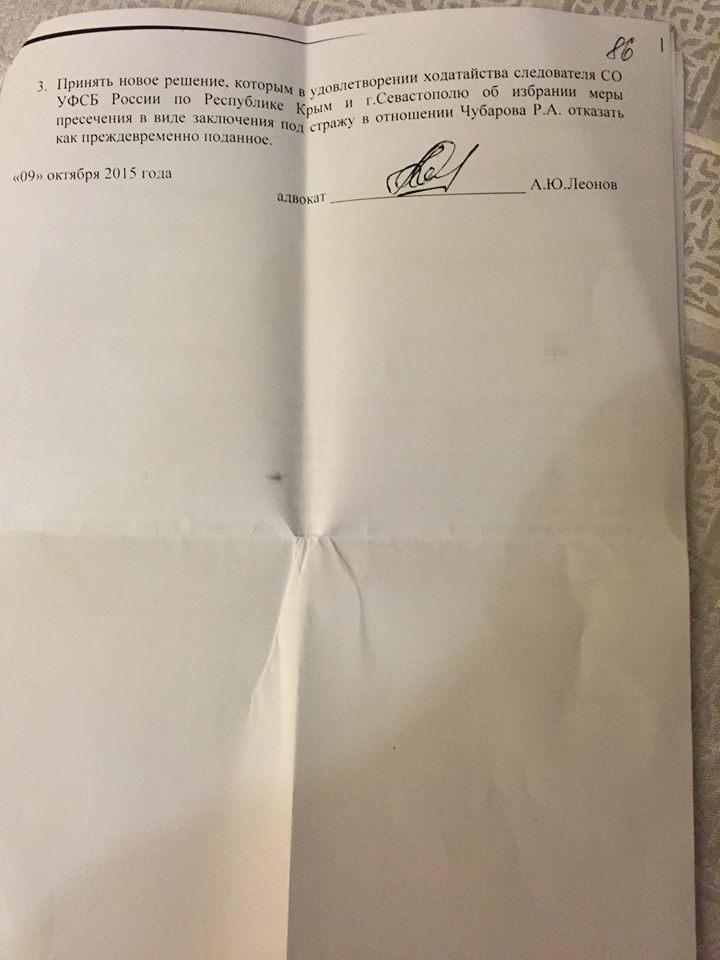 86
3. Принять новое решение, которым в удовлетворении ходатайства следователя СО
УФСБ России по Республике Крым и г.Севастополю об избрании меры
пресечения в виде заключения под стражу в отношении Чубарова Р.А. отказать
как преждевременно поданное.
«09» октября 2015 года
адвокат А.Ю.Леонов